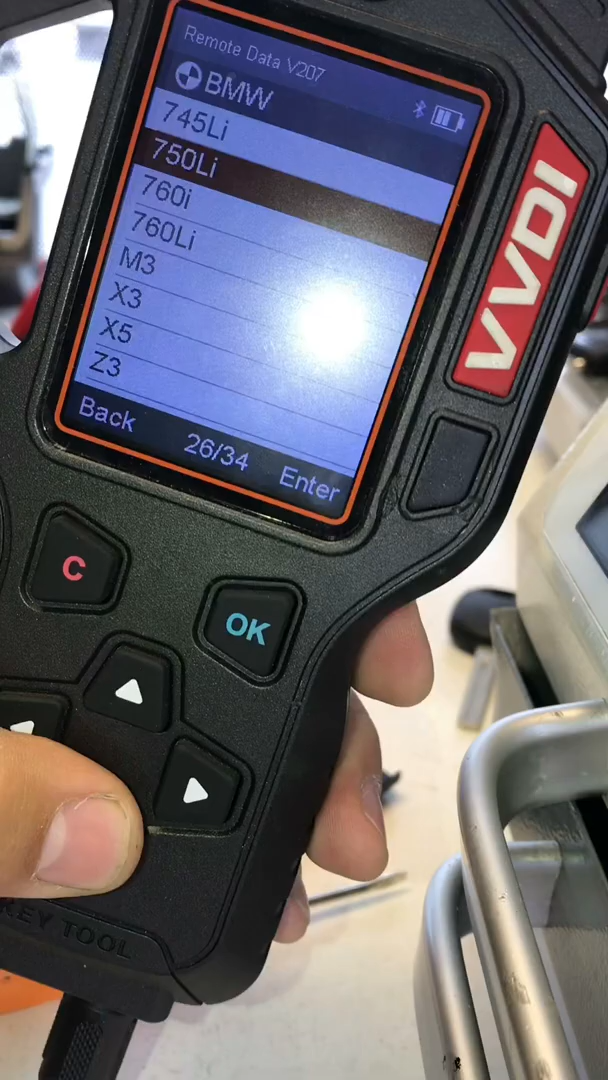 Remote Data V207
BMW
745Li
750Li
760i
760Li
M3
X3
X5
Z3
Back
26/34
Enter
VVDI
C
OK
KEY TOOL